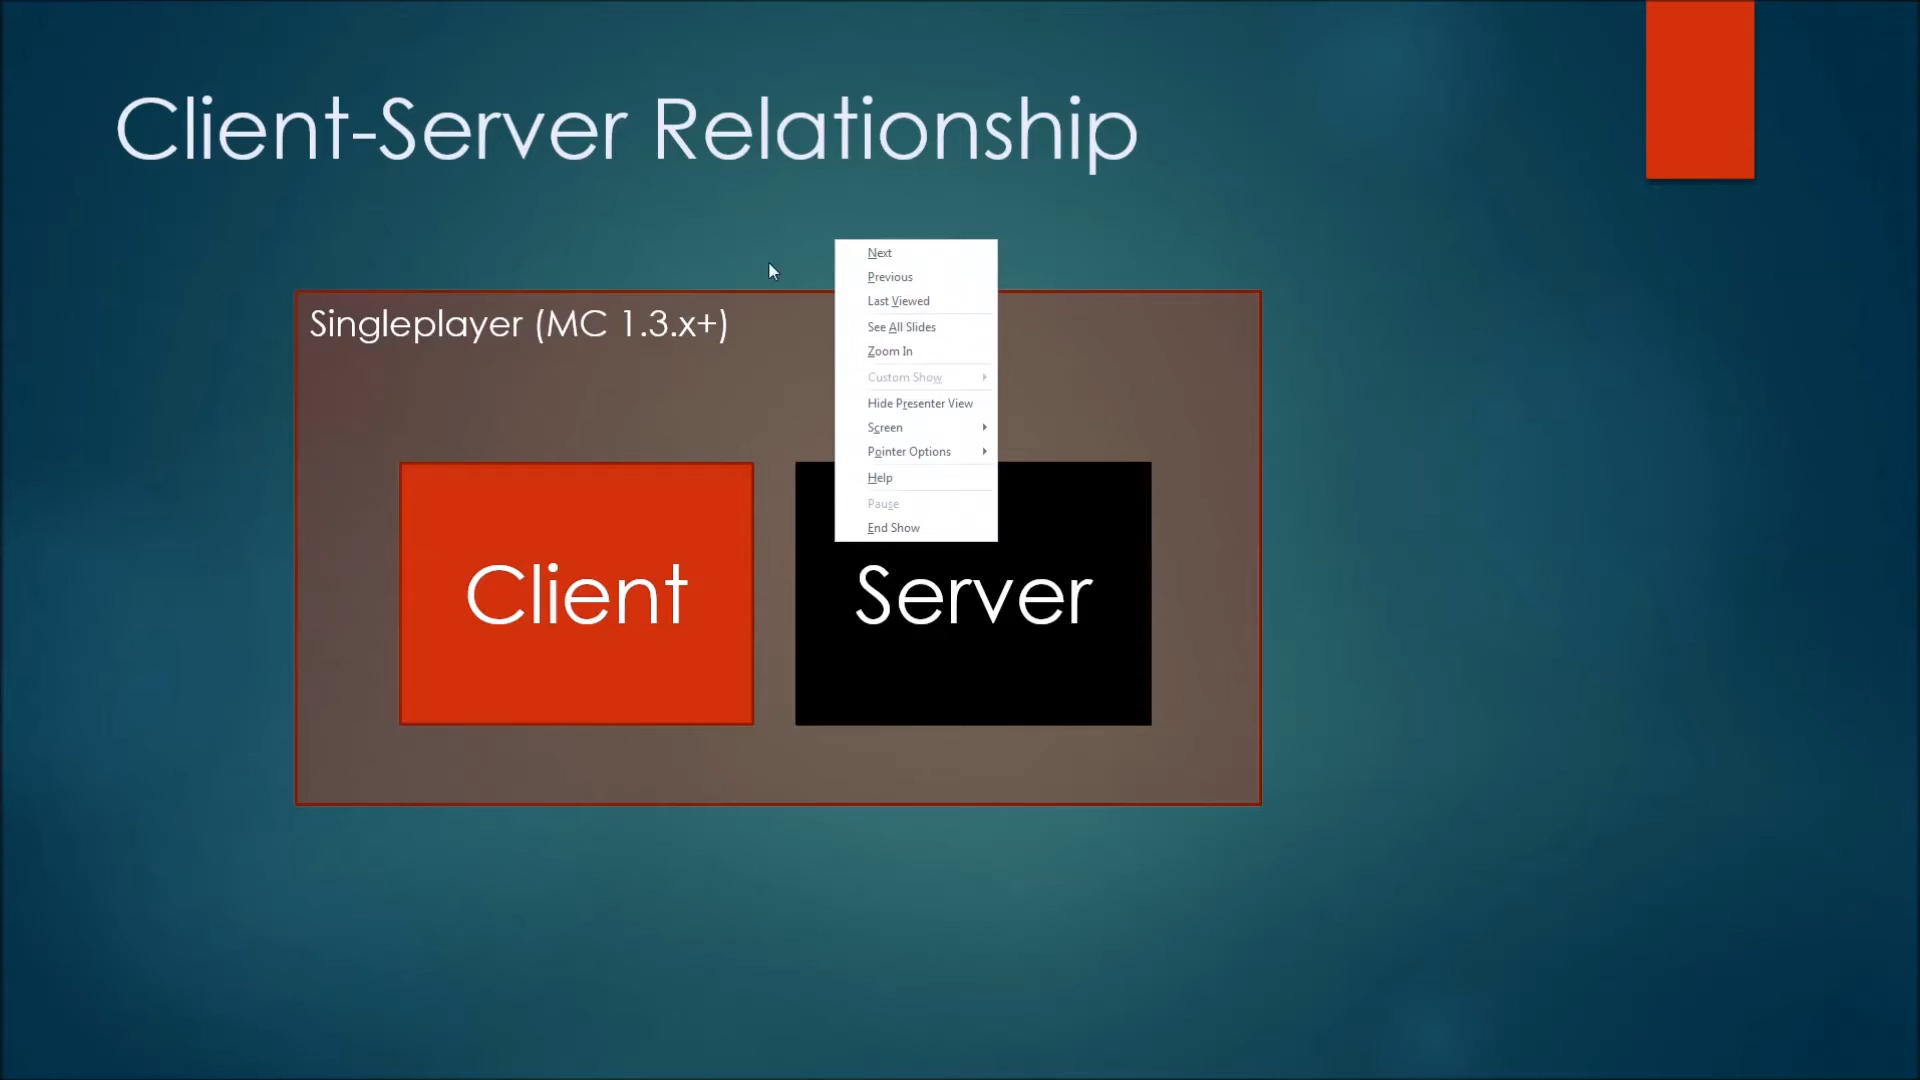 Client-Server Relationship
Singleplayer (MC 1.3.x+)
Next
Previous
Last Viewed
See All Slides
Zoom In
Custom Show
Hide Presenter View
Screen
Pointer Options
Help
Pause
End Show
Client
Server